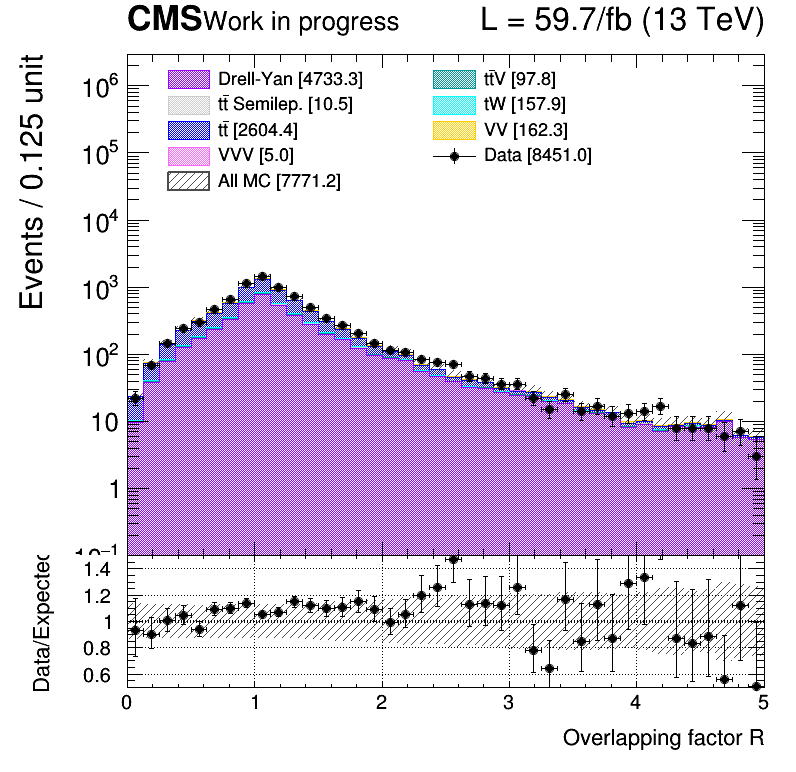 CMS Work in progress L = 59.7/fb (13 TeV)
Events / 0.125 unit
Drell-Yan [4733.3]
tt̄ Semilep. [10.5]
tt̄ [2604.4]
VVV [5.0]
All MC [7771.2]
tt̄V [97.8]
tW [157.9]
VV [162.3]
Data [8451.0]
10⁶
10⁵
10⁴
10³
10²
10
1
10⁻¹
Data/Expected
1.4
1.2
1
0.8
0.6
0 1 2 3 4 5
Overlapping factor R